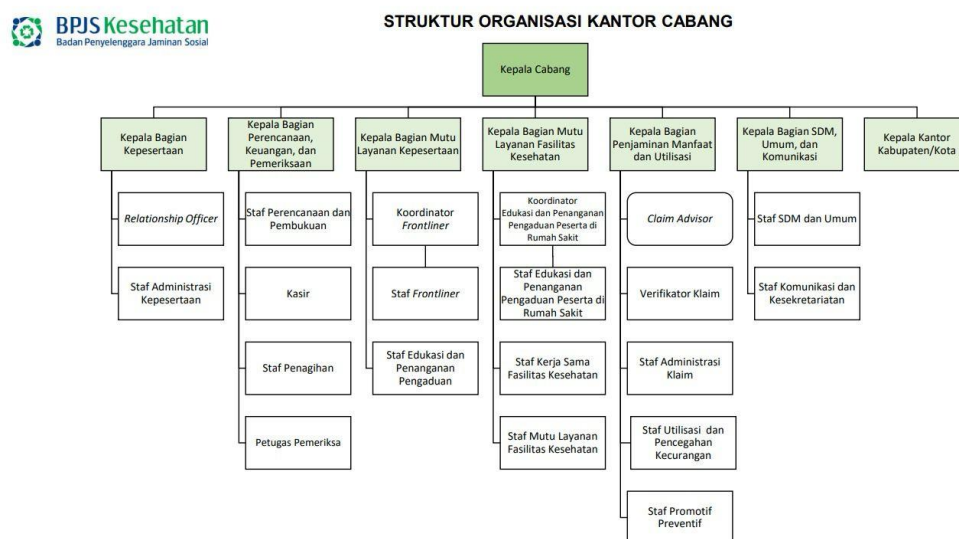 BPJS Kesehatan
Badan Penyelenggara Jaminan Sosial
STRUKTUR ORGANISASI KANTOR CABANG
Kepala Cabang
Kepala Bagian
Kepesertaan
Kepala Bagian
Perencanaan,
Keuangan, dan
Pemeriksaan
Kepala Bagian Mutu
Layanan Kepesertaan
Kepala Bagian Mutu
Layanan Fasilitas
Kesehatan
Kepala Bagian
Penjaminan Manfaat
dan Utilisasi
Kepala Bagian SDM,
Umum, dan
Komunikasi
Kepala Kantor
Kabupaten/Kota
Relationship Officer
Staf Administrasi
Kepesertaan
Staf Perencanaan dan
Pembukuan
Kasir
Staf Penagihan
Petugas Pemeriksa
Koordinator
Frontliner
Staf Frontliner
Staf Edukasi dan
Penanganan
Pengaduan
Koordinator
Edukasi dan Penanganan
Pengaduan Peserta di
Rumah Sakit
Staf Edukasi dan
Penanganan
Pengaduan Peserta di
Rumah Sakit
Staf Kerja Sama
Fasilitas Kesehatan
Staf Mutu Layanan
Fasilitas Kesehatan
Claim Advisor
Verifikator Klaim
Staf Administrasi
Klaim
Staf Utilisasi dan
Pencegahan
Kecurangan
Staf Promotif
Preventif
Staf SDM dan Umum
Staf Komunikasi dan
Kesekretariatan